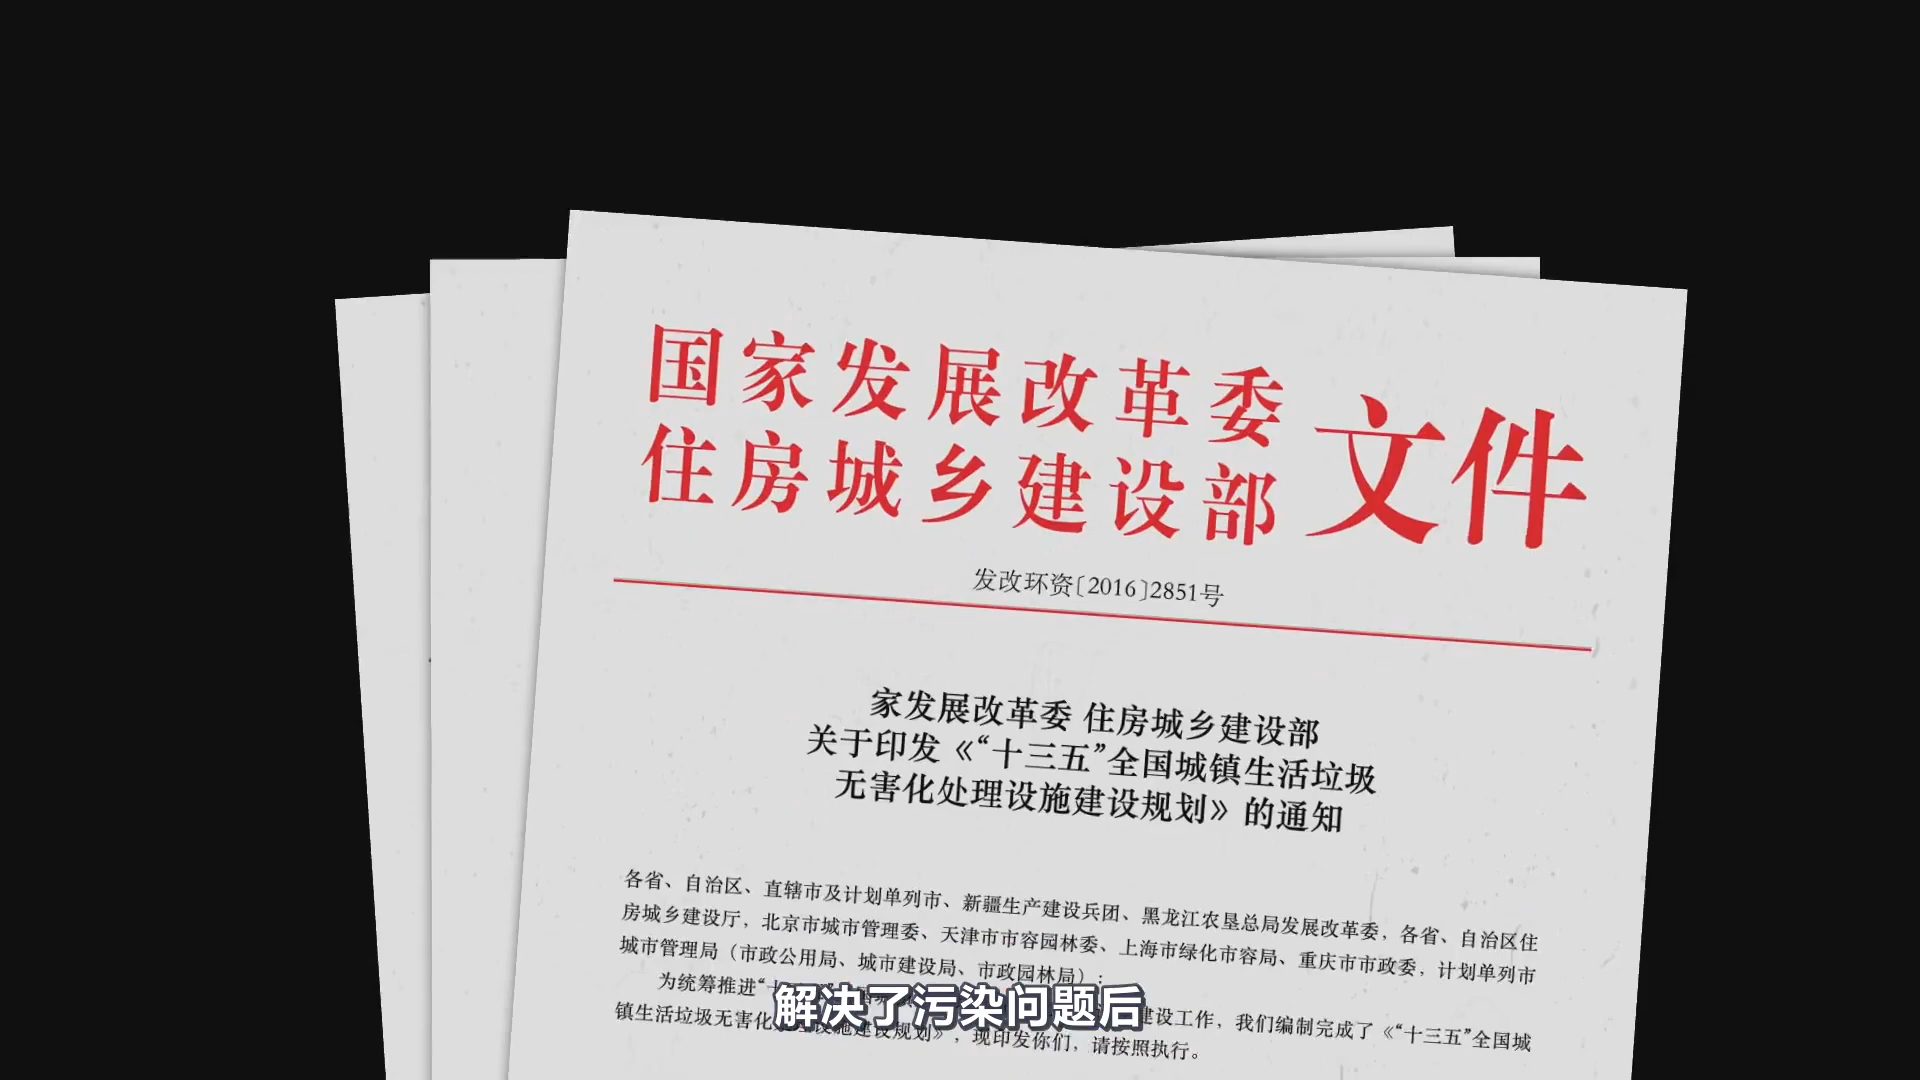 国家发展改革委
住房城乡建设部
文件
发改环资〔2016〕2851号
家发展改革委 住房城乡建设部
关于印发《“十三五”全国城镇生活垃圾
无害化处理设施建设规划》的通知
各省、自治区、直辖市及计划单列市、新疆生产建设兵团、黑龙江农垦总局发展改革委，各省、自治区住
房城乡建设厅，北京市城市管理委、天津市市容园林委、上海市绿化市容局、重庆市市政委，计划单列市
城市管理局（市政公用局、城市建设局、市政园林局）：
为统筹推进“十
建设工作，我们编制完成了《“十三五”全国城
镇生活垃圾无害化处理设施建设规划》，现印发你们，请按照执行。
解决了污染问题后